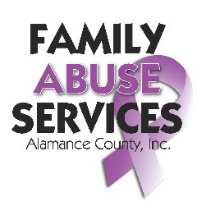 FAMILY
ABUSE
SERVICES
Alamance County, Inc.